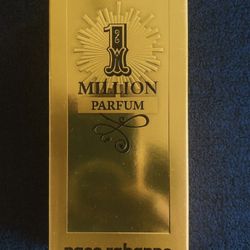 1
MILLION
PARFUM
paco rabanne